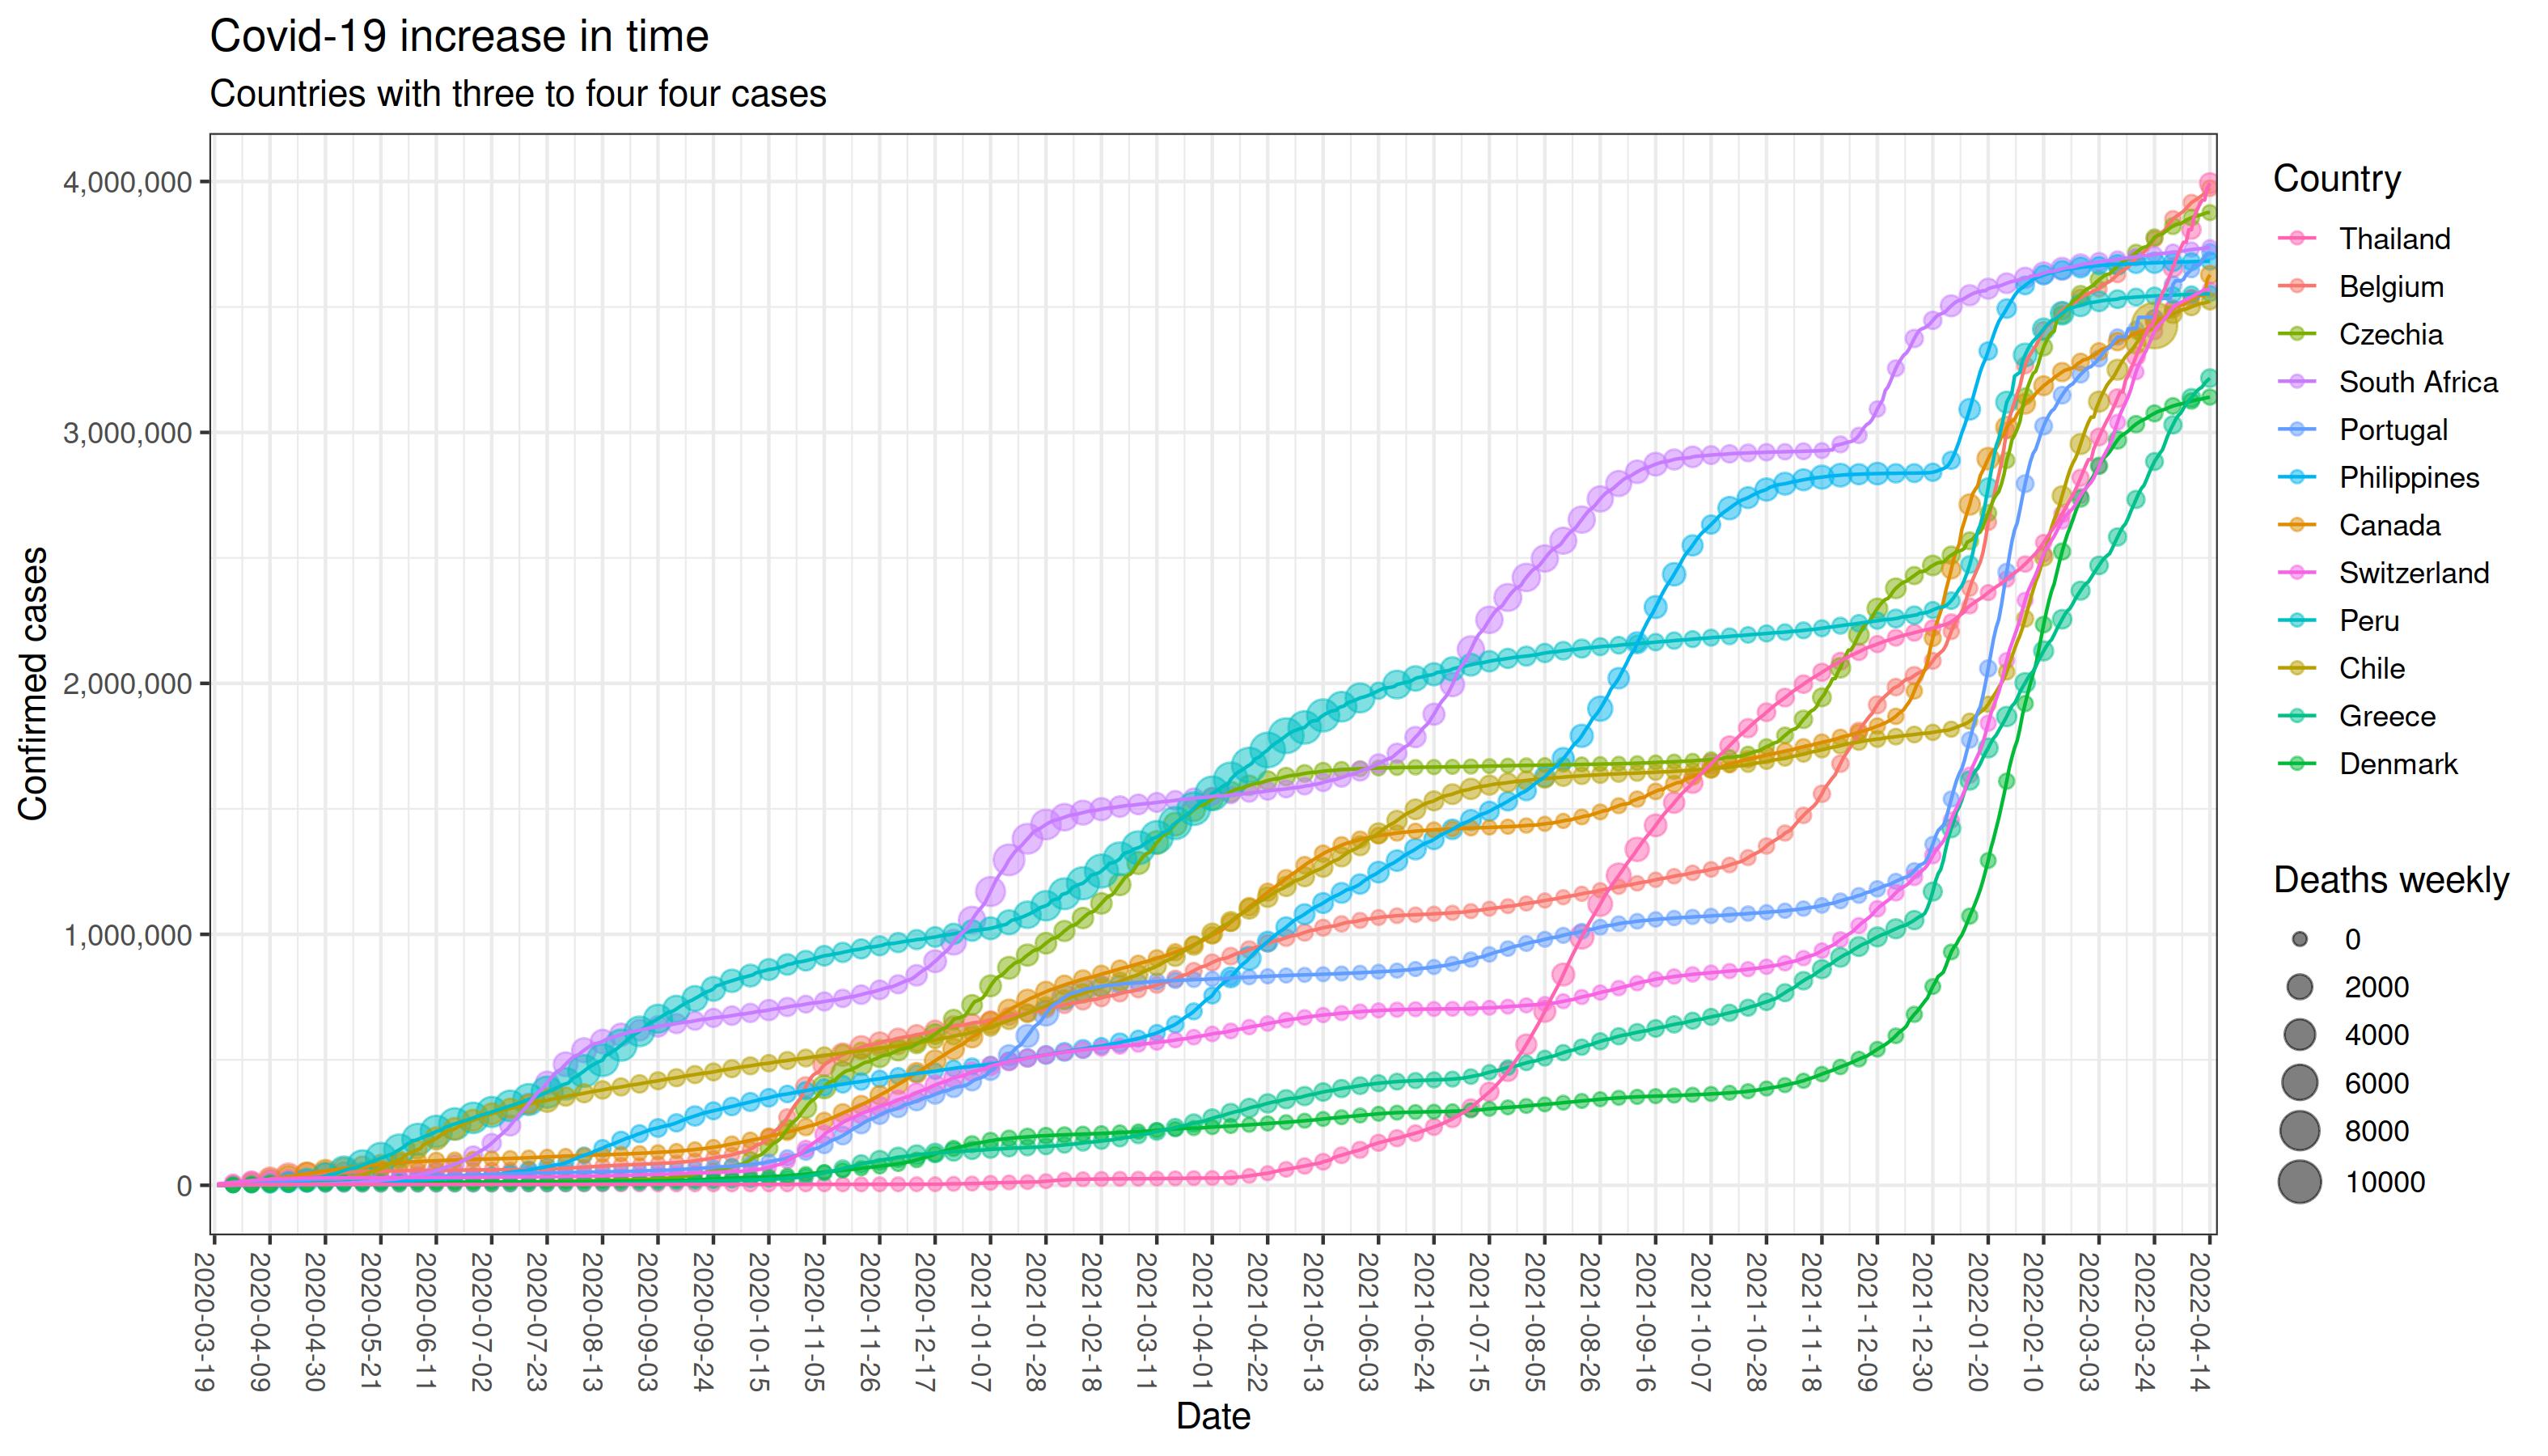 Covid-19 increase in time
Countries with three to four four cases
Confirmed cases
4,000,000
3,000,000
2,000,000
1,000,000
0
2020-03-19
2020-04-09
2020-04-30
2020-05-21
2020-06-11
2020-07-02
2020-07-23
2020-08-13
2020-09-03
2020-09-24
2020-10-15
2020-11-05
2020-11-26
2020-12-17
2021-01-07
2021-01-28
2021-02-18
2021-03-11
2021-04-01
2021-04-22
2021-05-13
2021-06-03
2021-06-24
2021-07-15
2021-08-05
2021-08-26
2021-09-16
2021-10-07
2021-10-28
2021-11-18
2021-12-09
2021-12-30
2022-01-20
2022-02-10
2022-03-03
2022-03-24
2022-04-14
Date
Country
Thailand
Belgium
Czechia
South Africa
Portugal
Philippines
Canada
Switzerland
Peru
Chile
Greece
Denmark
Deaths weekly
0
2000
4000
6000
8000
10000